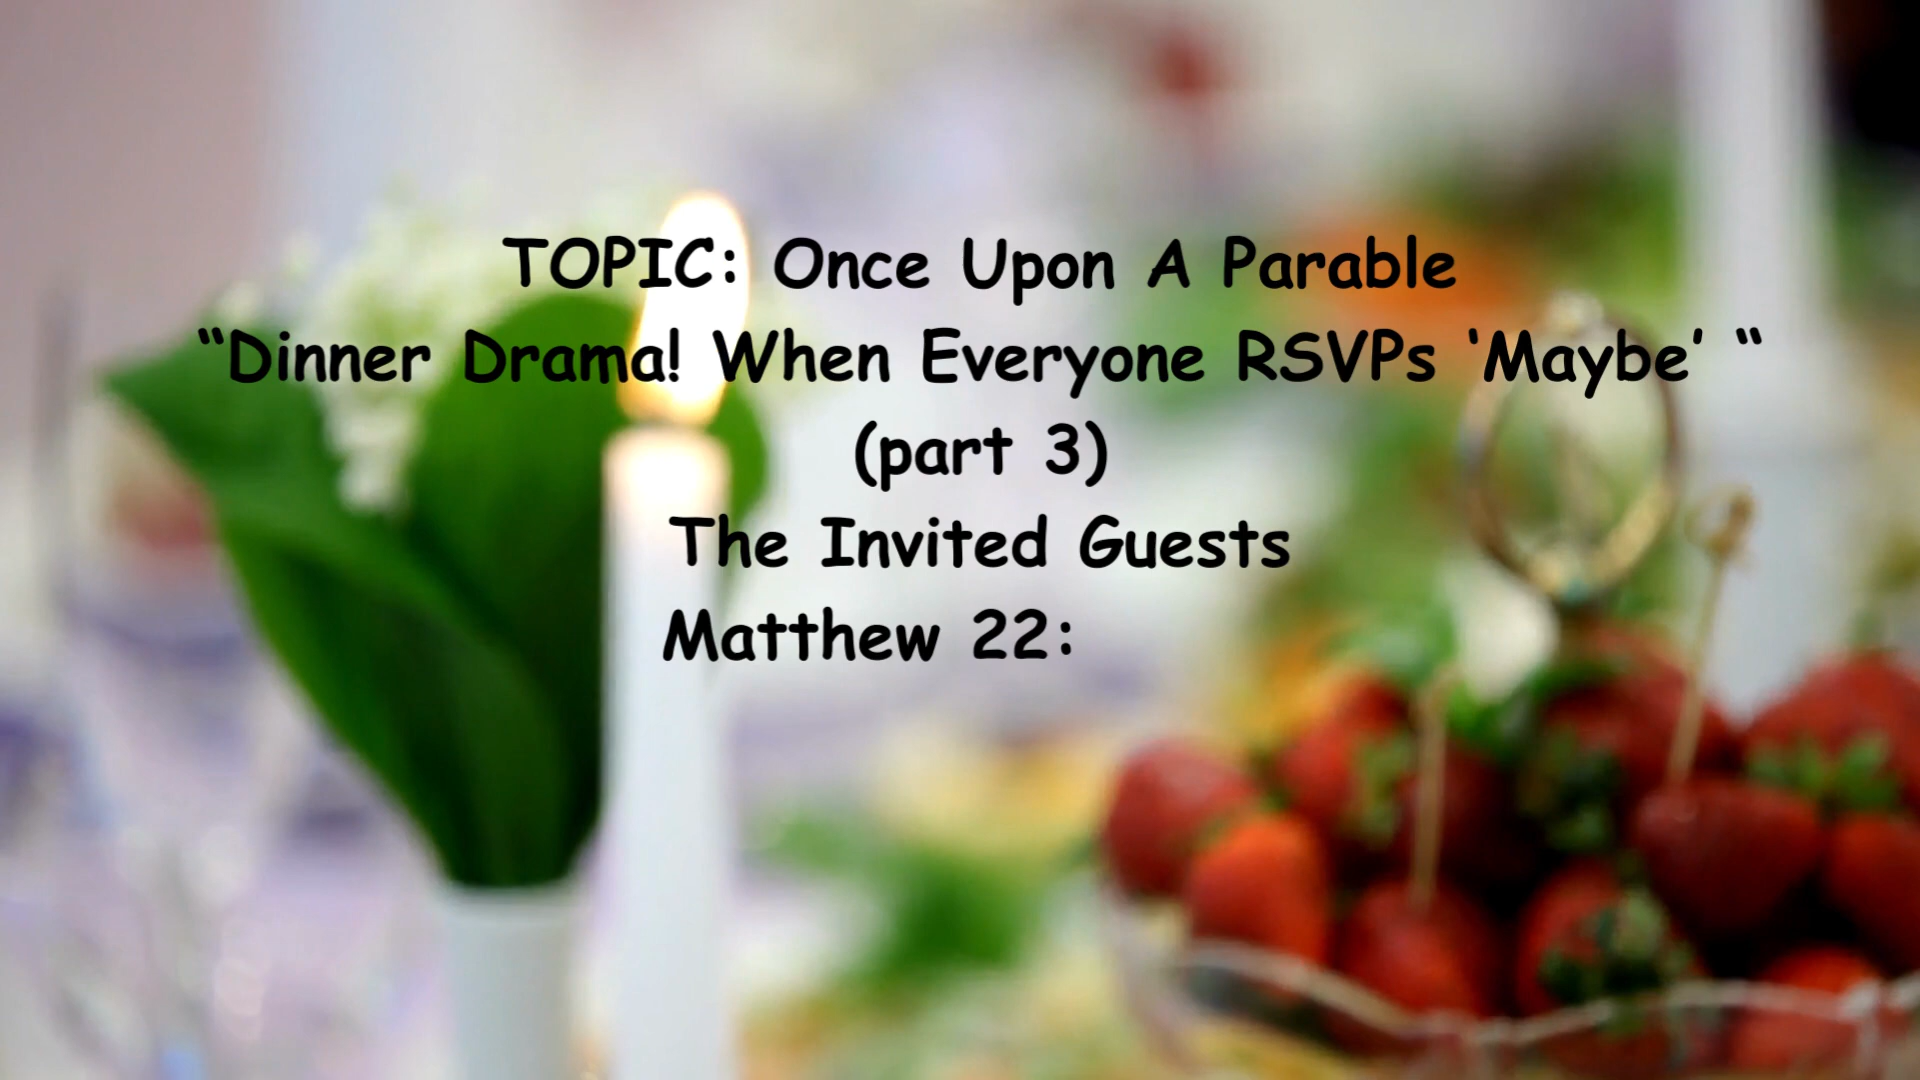 TOPIC: Once Upon A Parable
“Dinner Drama! When Everyone RSVPs ‘Maybe’ “
(part 3)
The Invited Guests
Matthew 22: